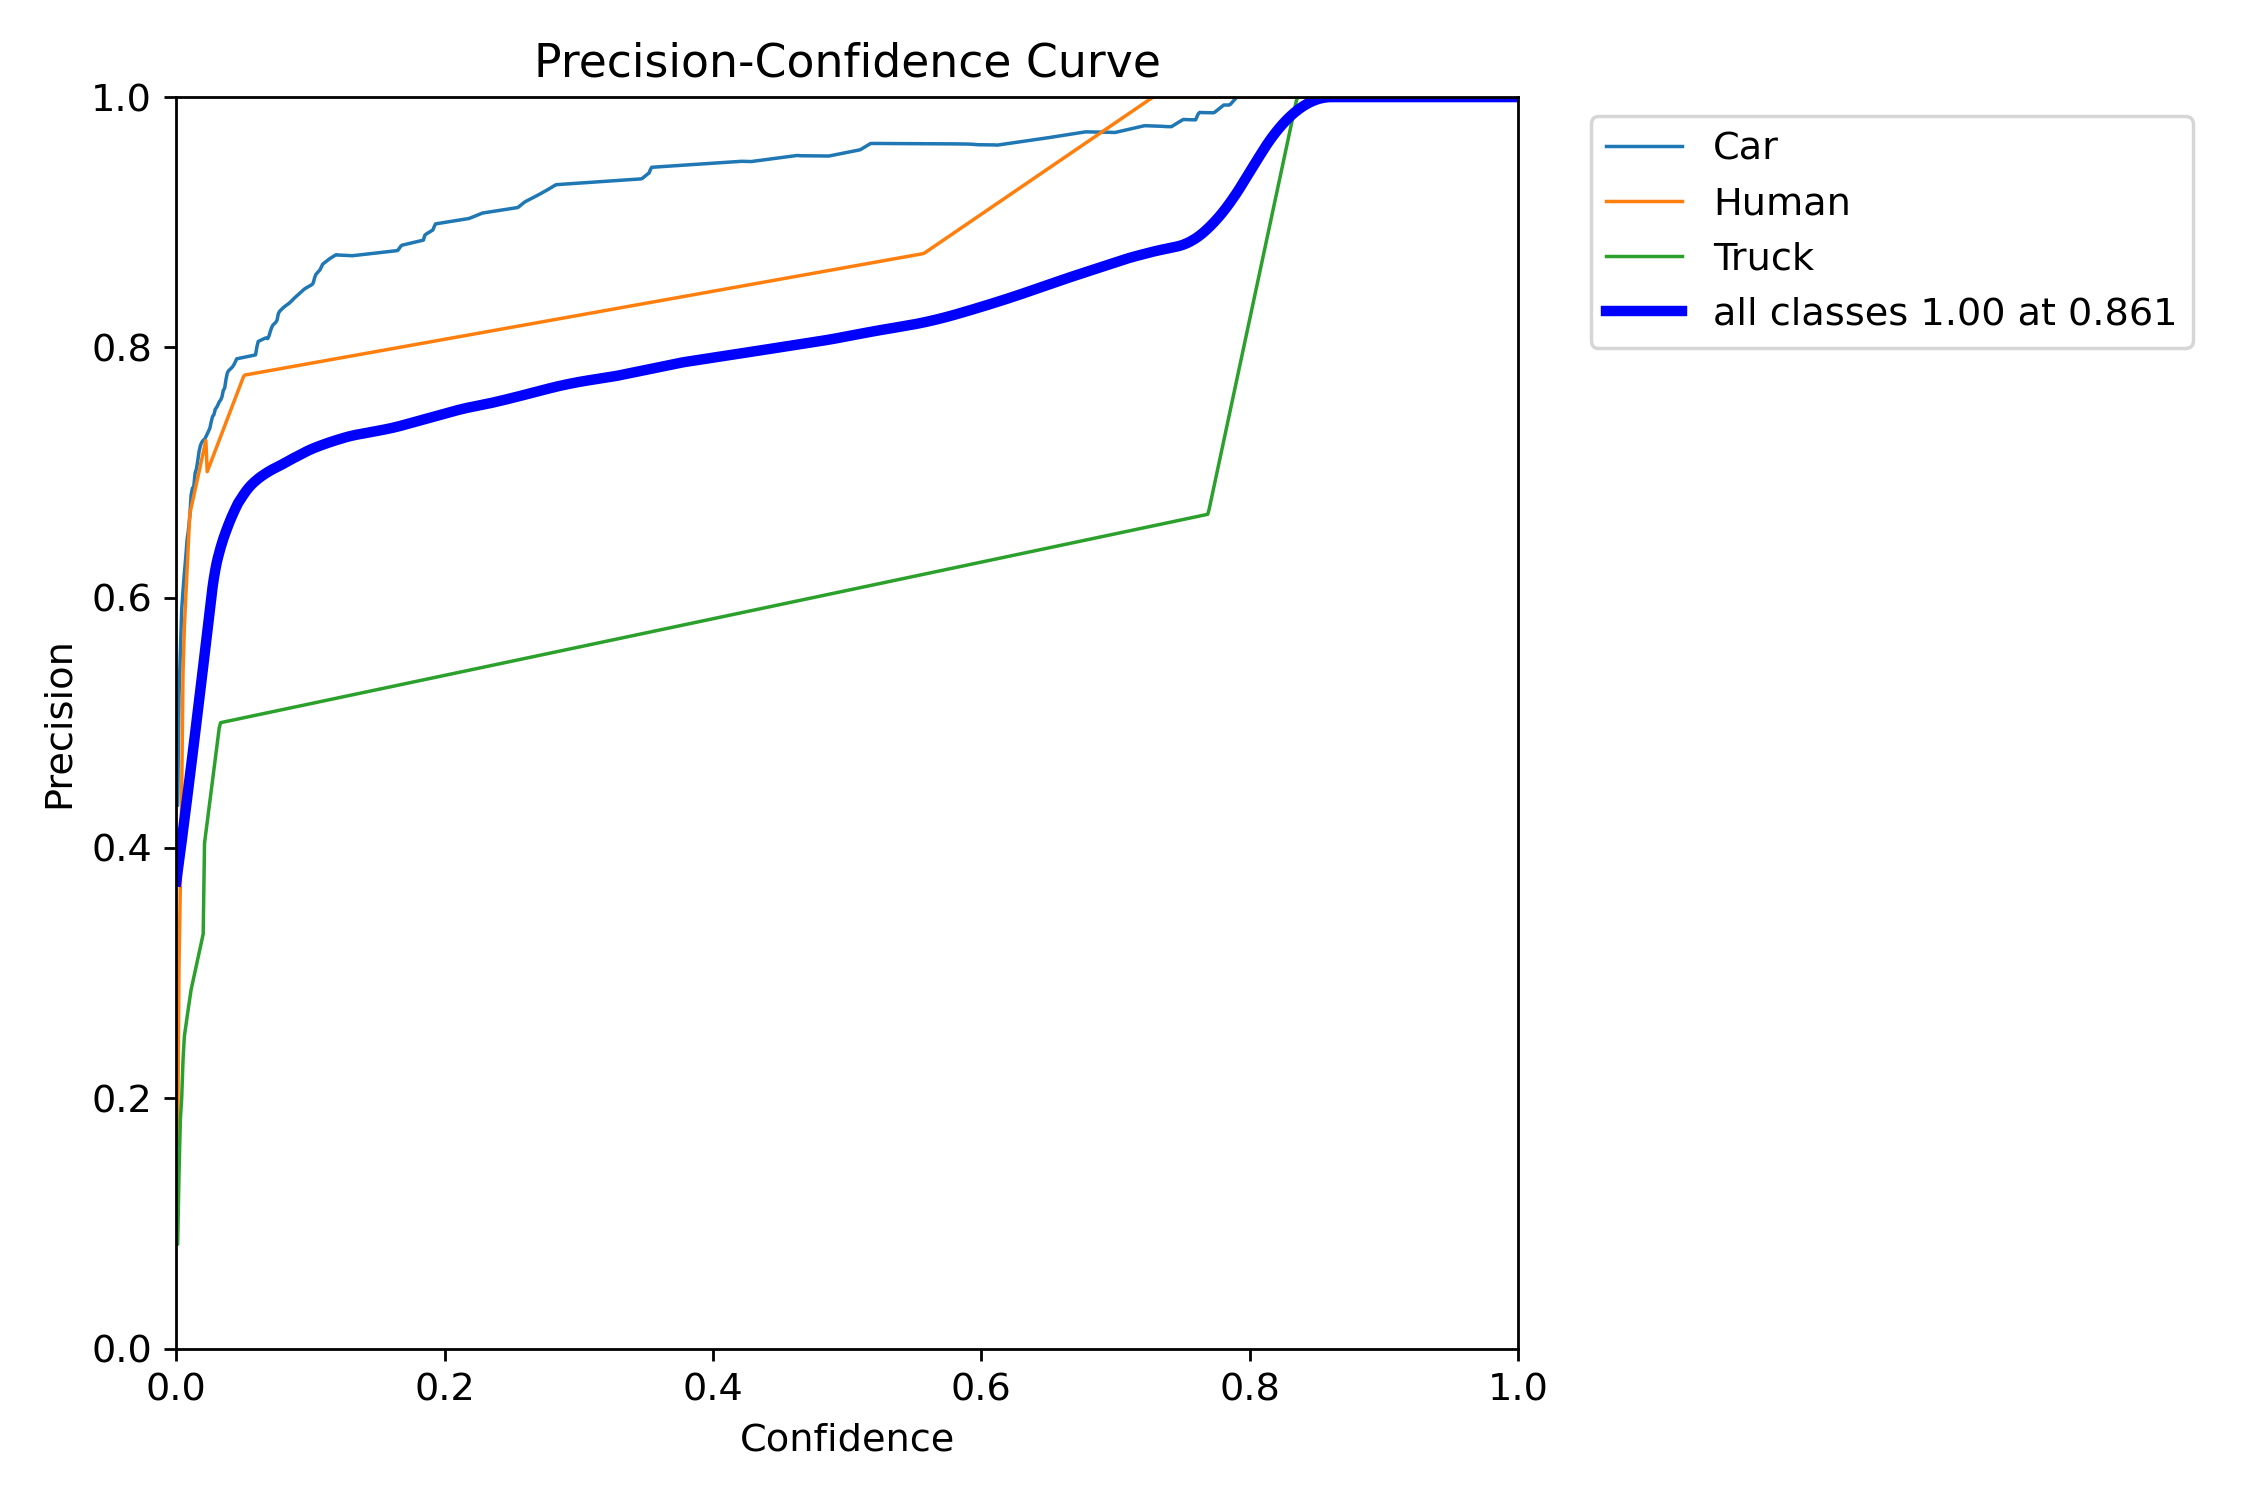 Precision-Confidence Curve
1.0
0.8
0.6
0.4
0.2
0.0
Precision
0.0 0.2 0.4 0.6 0.8 1.0
Confidence
Car
Human
Truck
all classes 1.00 at 0.861